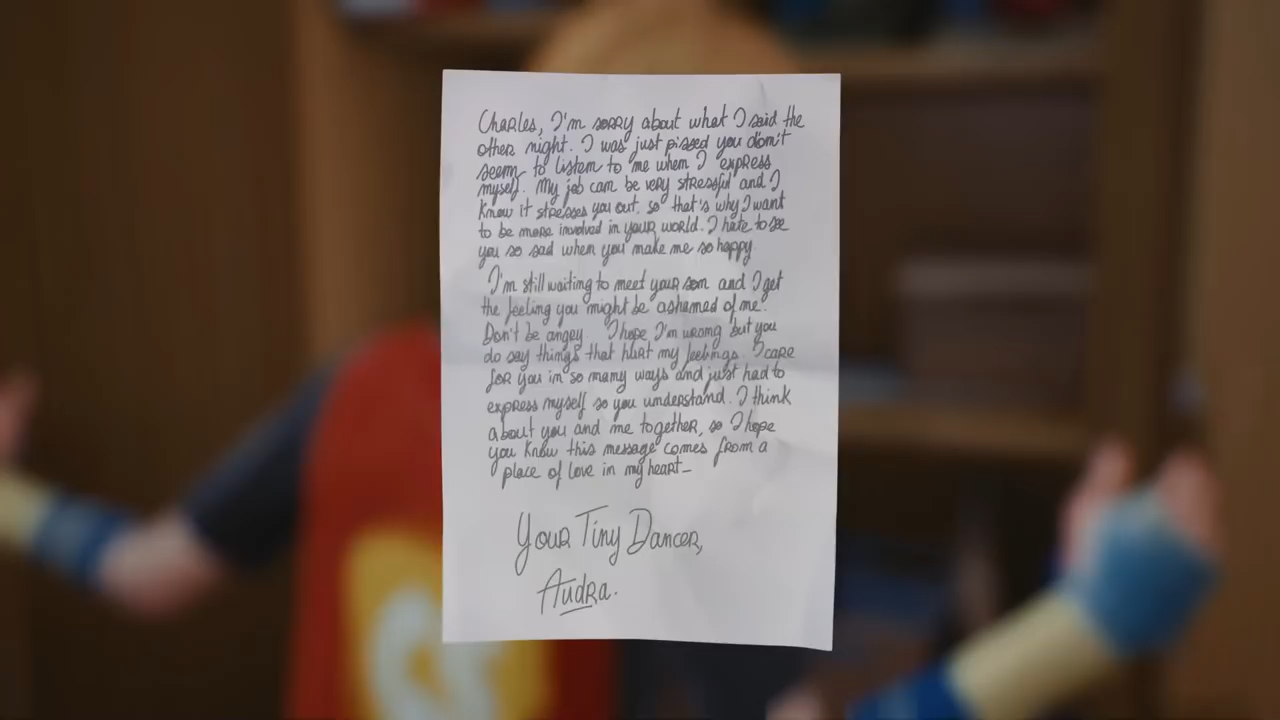 Charles, I'm sorry about what I said the
other night. I was just pissed you don't
seem to listen to me when I express
myself. My job can be very stressful and I
know it stresses you out, so that's why I want
to be more involved in your world. I hate to see
you so sad when you make me so happy
I'm still waiting to meet your son and I get
the feeling you might be ashamed of me.
Don't be angry I hope I'm wrong but you
do say things that hurt my feelings. I care
for you in so many ways and just had to
express myself so you understand. I think
about you and me together, so I hope
you know this message comes from a
place of love in my heart_
Your Tiny Dancer,
Audra.